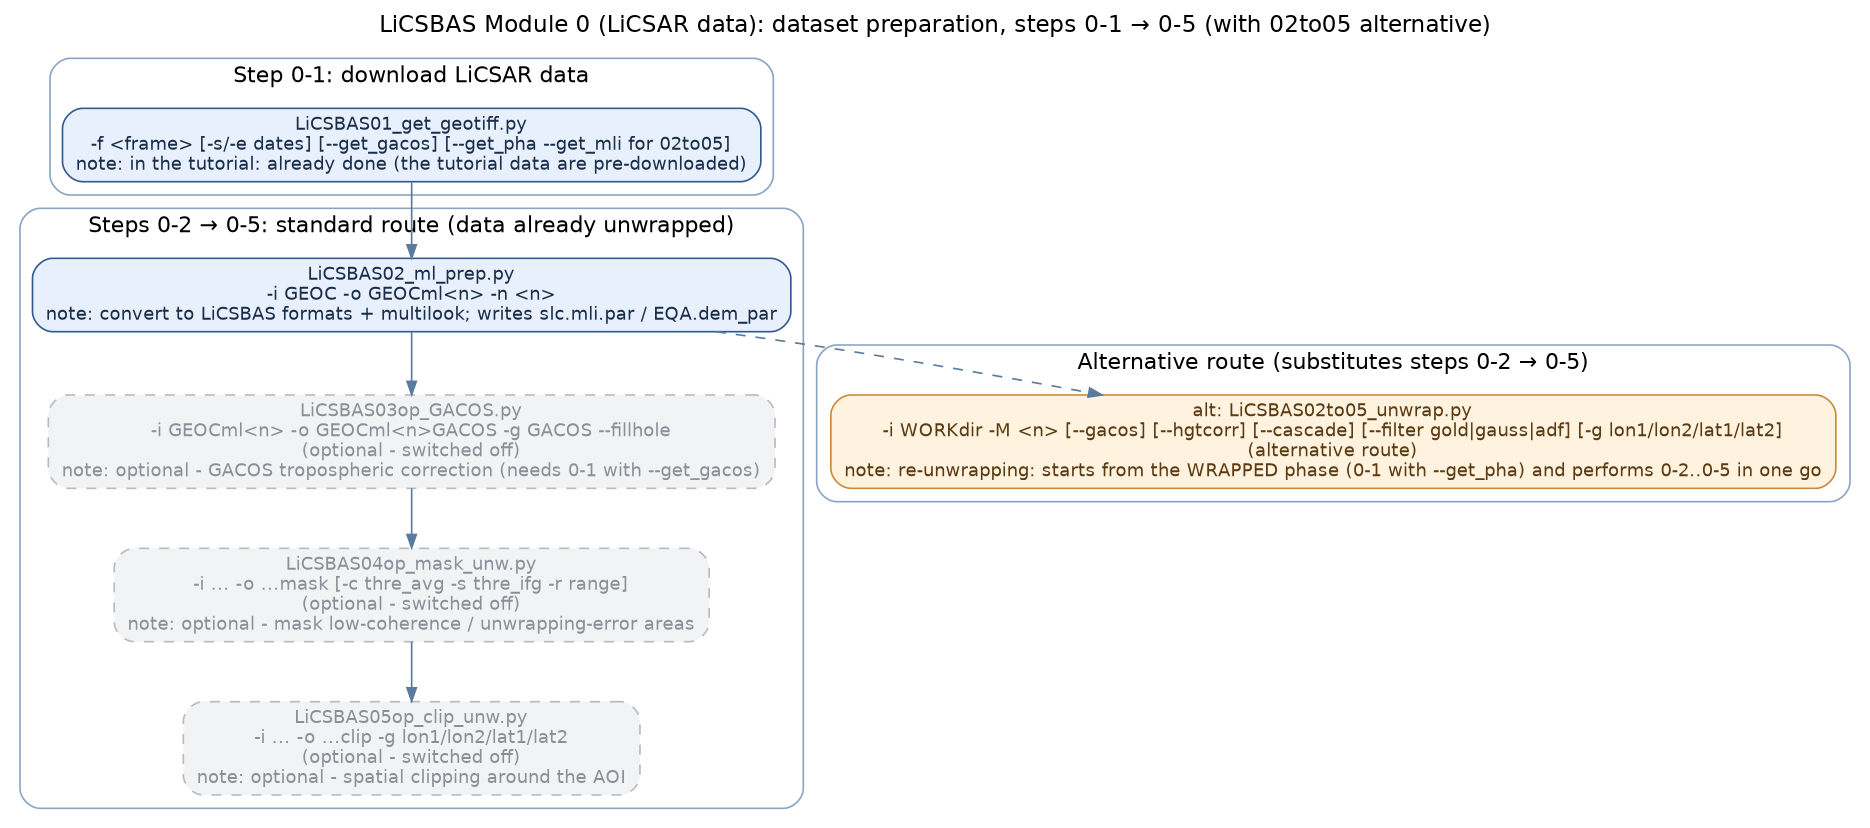 LiCSBAS Module 0 (LiCSAR data): dataset preparation, steps 0-1 → 0-5 (with 02to05 alternative)
Step 0-1: download LiCSAR data
LiCSBAS01_get_geotiff.py
-f <frame> [-s/-e dates] [--get_gacos] [--get_pha --get_mli for 02to05]
note: in the tutorial: already done (the tutorial data are pre-downloaded)
Steps 0-2 → 0-5: standard route (data already unwrapped)
LiCSBAS02_ml_prep.py
-i GEOC -o GEOCml<n> -n <n>
note: convert to LiCSBAS formats + multilook; writes slc.mli.par / EQA.dem_par
LiCSBAS03op_GACOS.py
-i GEOCml<n> -o GEOCml<n>GACOS -g GACOS --fillhole
(optional - switched off)
note: optional - GACOS tropospheric correction (needs 0-1 with --get_gacos)
LiCSBAS04op_mask_unw.py
-i ... -o ...mask [-c thre_avg -s thre_ifg -r range]
(optional - switched off)
note: optional - mask low-coherence / unwrapping-error areas
LiCSBAS05op_clip_unw.py
-i ... -o ...clip -g lon1/lon2/lat1/lat2
(optional - switched off)
note: optional - spatial clipping around the AOI
Alternative route (substitutes steps 0-2 → 0-5)
alt: LiCSBAS02to05_unwrap.py
-i WORKdir -M <n> [--gacos] [--hgtcorr] [--cascade] [--filter gold|gauss|adf] [-g lon1/lon2/lat1/lat2]
(alternative route)
note: re-unwrapping: starts from the WRAPPED phase (0-1 with --get_pha) and performs 0-2..0-5 in one go